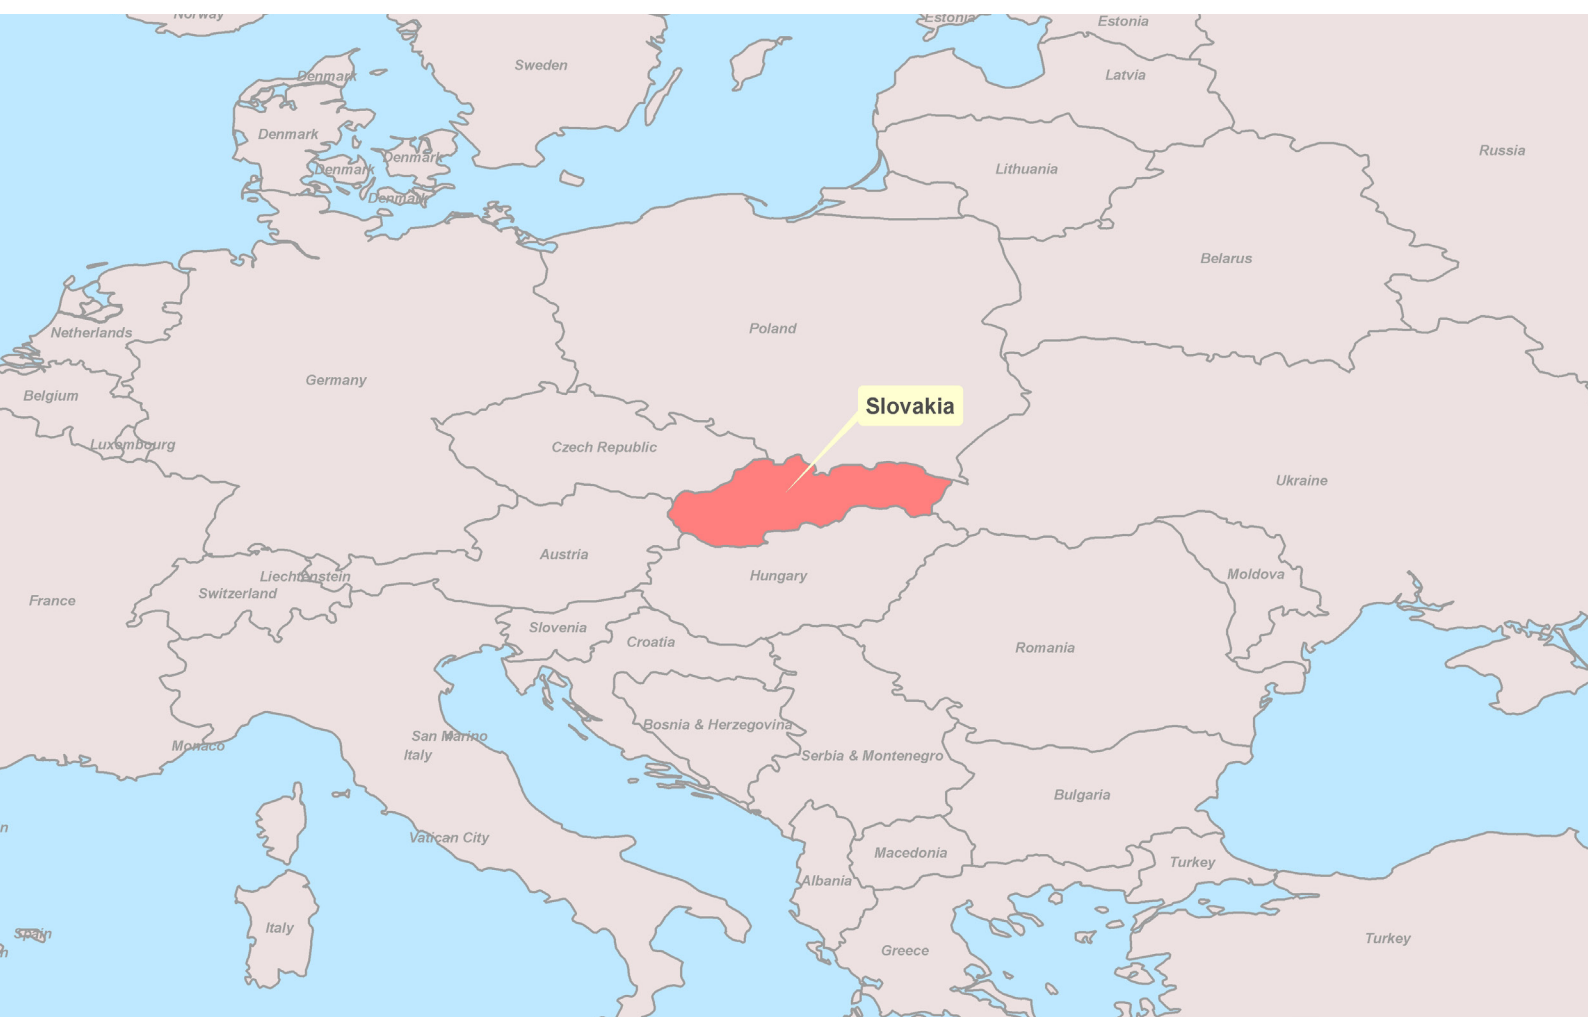 Norway
Estonia
Estonia
Sweden
Latvia
Denmark
Denmark
Russia
Denmark
Denmark
Lithuania
Denmark
Belarus
Netherlands
Poland
Germany
Belgium
Slovakia
Luxembourg
Czech Republic
Ukraine
Austria
Liechtenstein
Hungary
Moldova
Switzerland
France
Slovenia
Croatia
Romania
Bosnia & Herzegovina
San Marino
Monaco
Italy
Serbia & Montenegro
Bulgaria
Vatican City
Macedonia
Turkey
Albania
Italy
Spain
Turkey
Greece